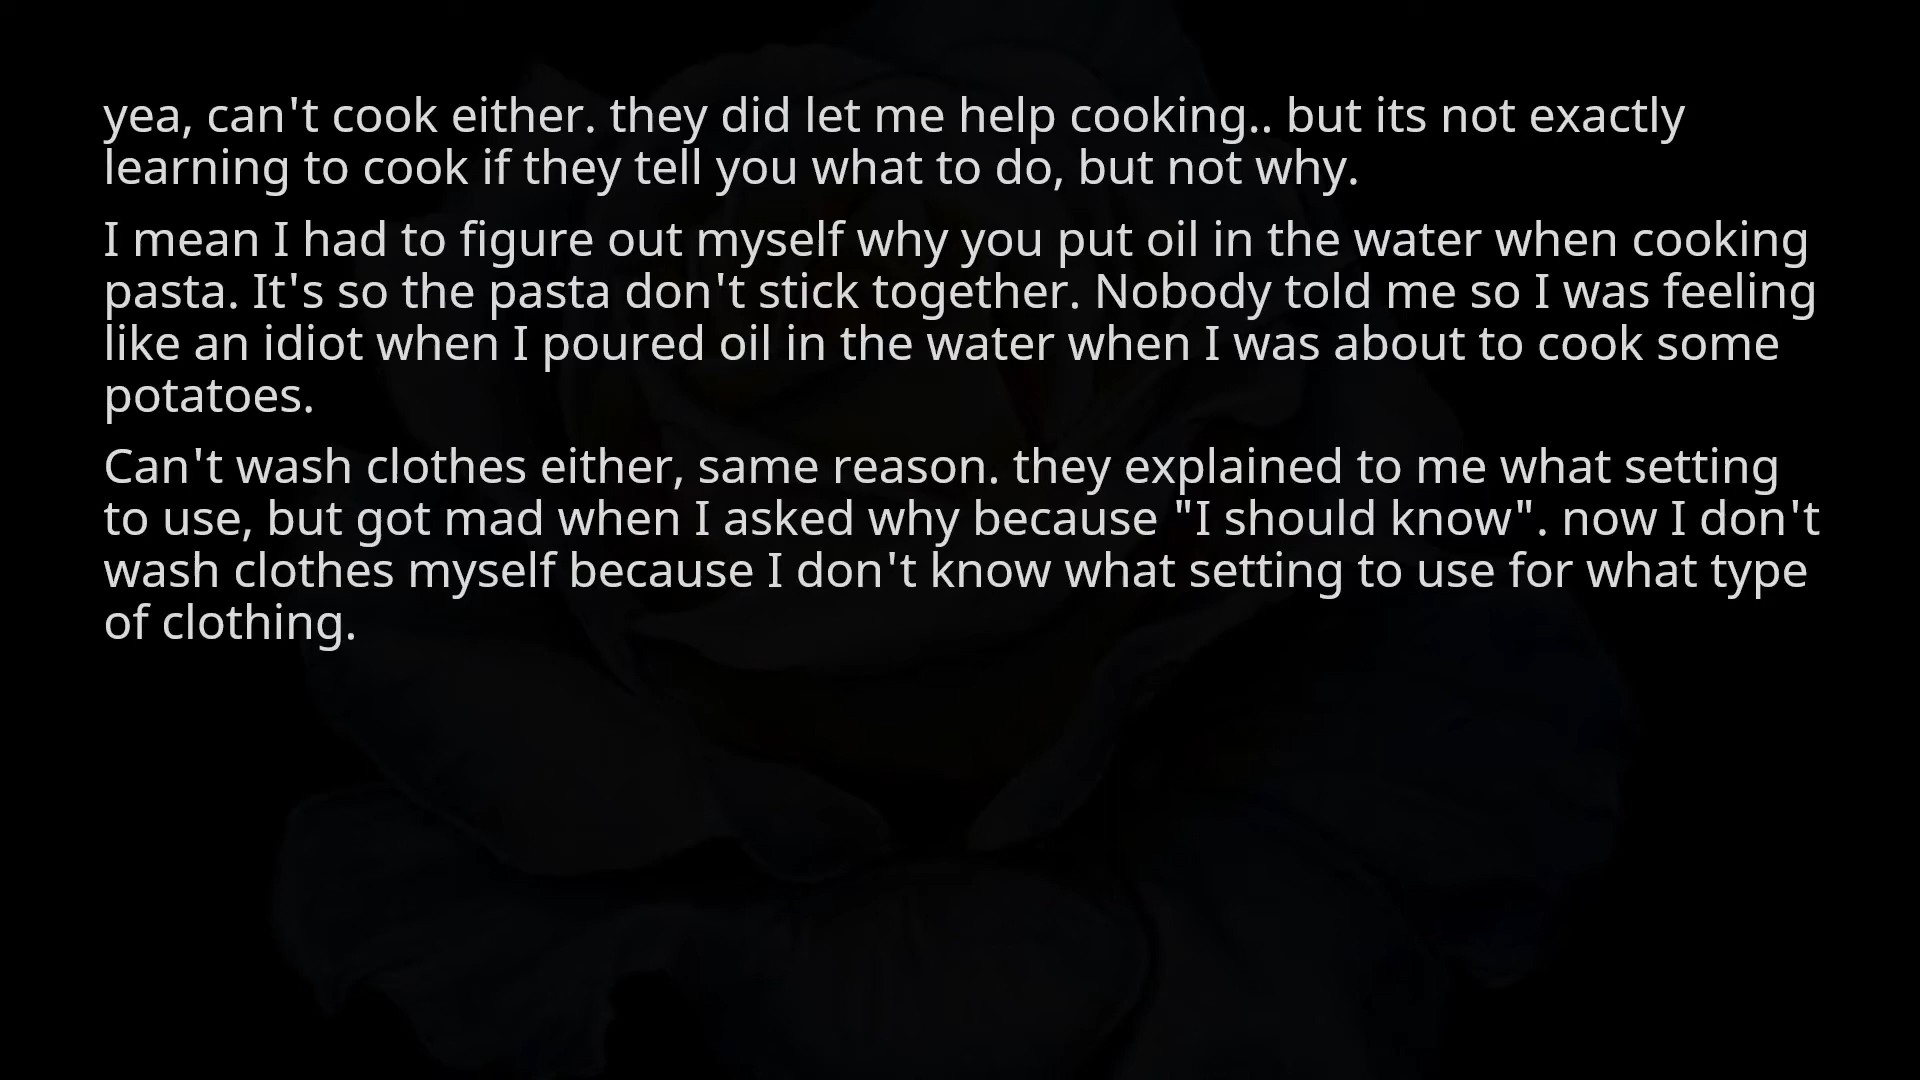 yea, can't cook either. they did let me help cooking.. but its not exactly
learning to cook if they tell you what to do, but not why.
I mean I had to figure out myself why you put oil in the water when cooking
pasta. It's so the pasta don't stick together. Nobody told me so I was feeling
like an idiot when I poured oil in the water when I was about to cook some
potatoes.
Can't wash clothes either, same reason. they explained to me what setting
to use, but got mad when I asked why because "I should know". now I don't
wash clothes myself because I don't know what setting to use for what type
of clothing.